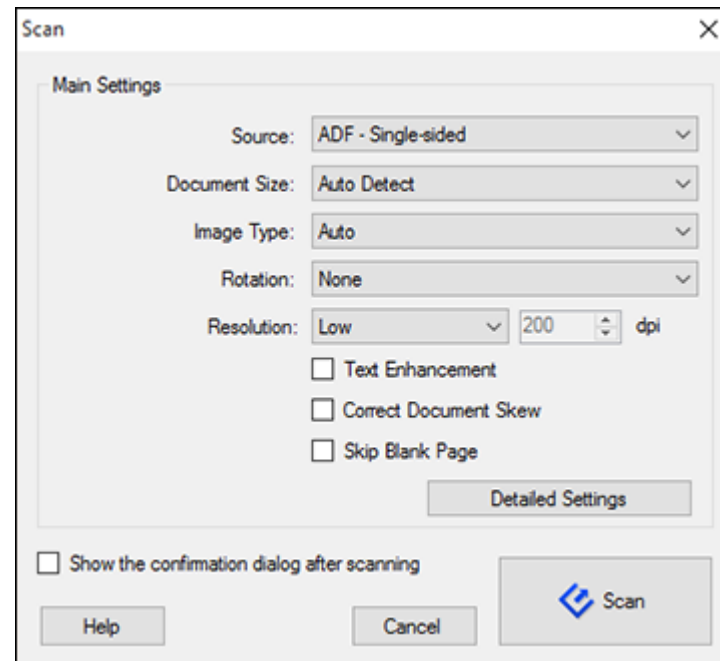 Scan
Main Settings
Source: ADF - Single-sided
Document Size: Auto Detect
Image Type: Auto
Rotation: None
Resolution: Low 200 dpi
Text Enhancement
Correct Document Skew
Skip Blank Page
Detailed Settings
Show the confirmation dialog after scanning
Scan
Help Cancel